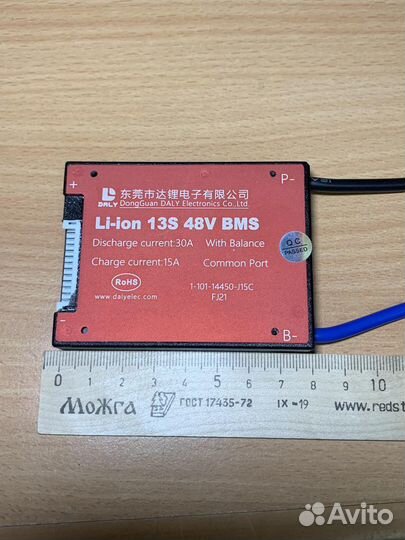 +
P-
DALY
东莞市达锂电子有限公司
DongGuan DALY Electronics Co.,Ltd.
Li-ion 13S 48V BMS
Discharge current:30A With Balance
Charge current:15A Common Port
QC
PASSED
RoHS
1-101-14450-J15C
FJ21
www.dalyelec.com
-
B-
0 1 2 3 4 5 6 7 8 9 10
Можга ГОСТ 17435-72 IX-19 www.redst
Avito